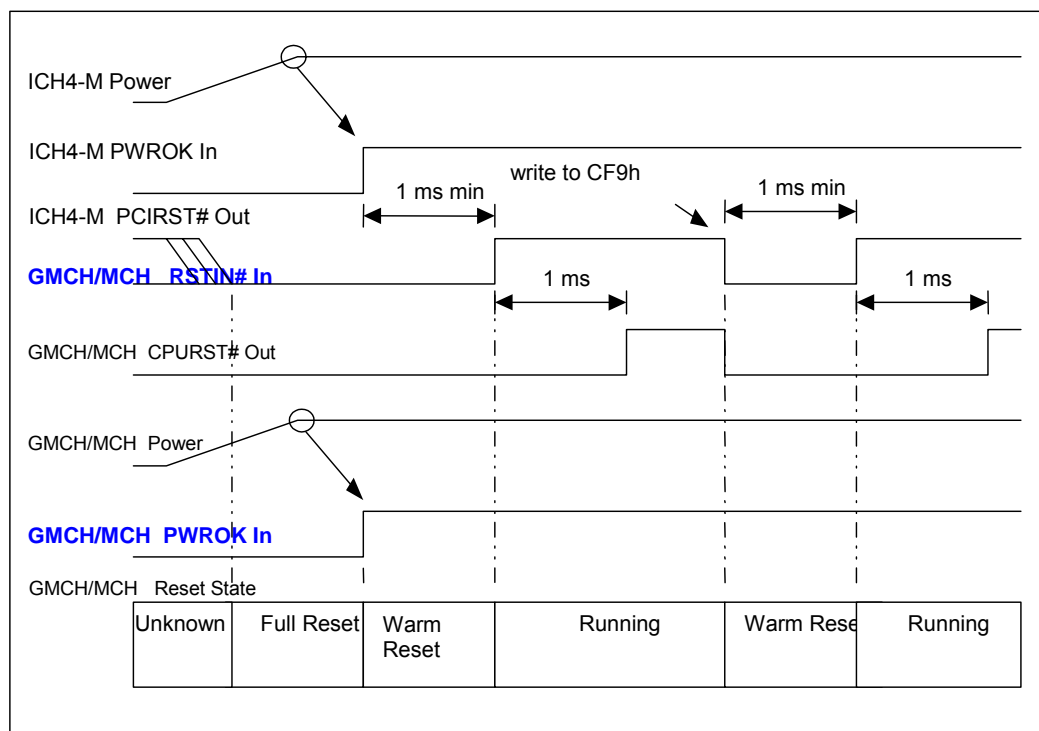 ICH4-M Power
ICH4-M PWROK In
write to CF9h
1 ms min
1 ms min
ICH4-M PCIRST# Out
GMCH/MCH RSTIN# In
1 ms
1 ms
GMCH/MCH CPURST# Out
GMCH/MCH Power
GMCH/MCH PWROK In
GMCH/MCH Reset State
Unknown
Full Reset
Warm
Reset
Running
Warm Rese
Running